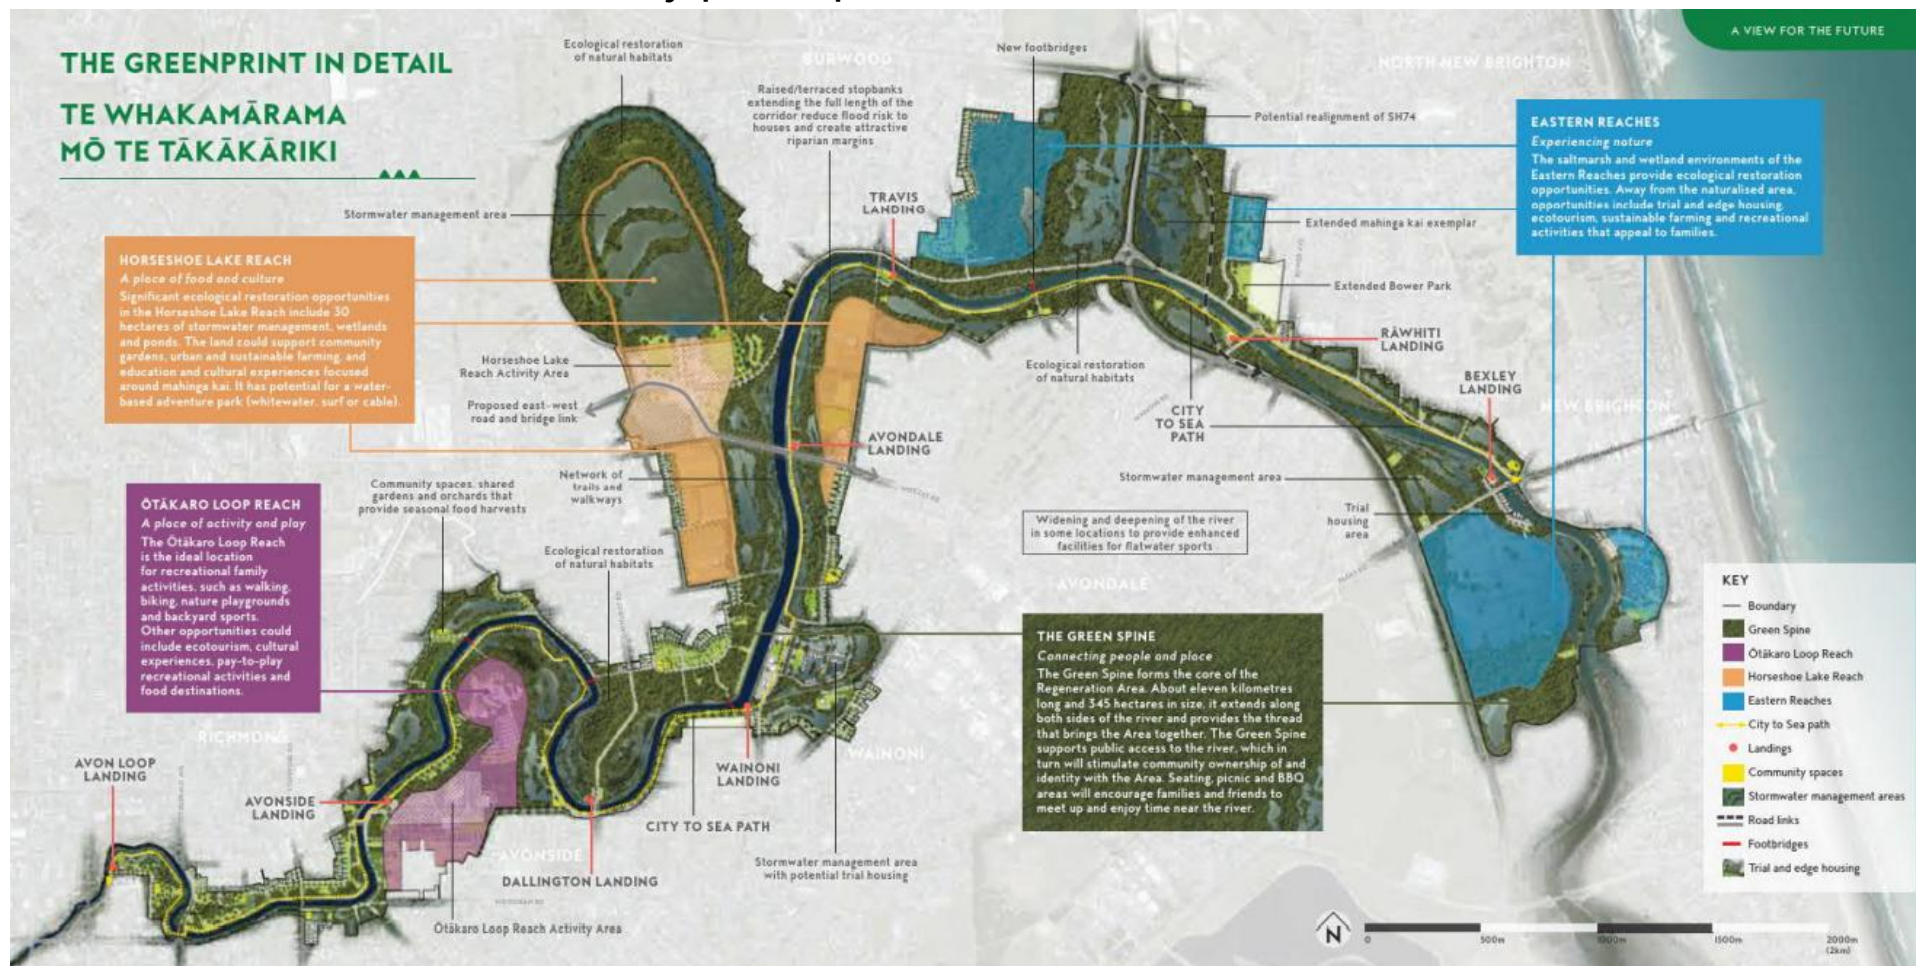 A VIEW FOR THE FUTURE
THE GREENPRINT IN DETAIL
TE WHAKAMĀRAMA
MŌ TE TĀKĀKĀRIKI
Ecological restoration
of natural habitats
BURWOOD
New footbridges
NORTH NEW BRIGHTON
Raised/terraced stopbanks
extending the full length of the
corridor reduce flood risk to
houses and create attractive
riparian margins
Potential realignment of SH74
EASTERN REACHES
Experiencing nature
The saltmarsh and wetland environments of the
Eastern Reaches provide ecological restoration
opportunities. Away from the naturalised area,
opportunities include trial and edge housing,
ecotourism, sustainable farming and recreational
activities that appeal to families.
Stormwater management area
TRAVIS
LANDING
Extended mahinga kai exemplar
HORSESHOE LAKE REACH
A place of food and culture
Significant ecological restoration opportunities
in the Horseshoe Lake Reach include 30
hectares of stormwater management, wetlands
and ponds. The land could support community
gardens, urban and sustainable farming, and
education and cultural experiences focused
around mahinga kai. It has potential for a water-
based adventure park (whitewater, surf or cable).
Extended Bower Park
RĀWHITI
LANDING
Horseshoe Lake
Reach Activity Area
Ecological restoration
of natural habitats
BEXLEY
LANDING
Proposed east-west
road and bridge link
NEW BRIGHTON
CITY
TO SEA
PATH
AVONDALE
LANDING
Network of
trails and
walkways
Community spaces, shared
gardens and orchards that
provide seasonal food harvests
Stormwater management area
Trial
housing
area
ŌTĀKARO LOOP REACH
A place of activity and play
The Ōtākaro Loop Reach
is the ideal location
for recreational family
activities, such as walking,
biking, nature playgrounds
and backyard sports.
Other opportunities could
include ecotourism, cultural
experiences, pay-to-play
recreational activities and
food destinations.
Widening and deepening of the river
in some locations to provide enhanced
facilities for flatwater sports
Ecological restoration
of natural habitats
AVONDALE
THE GREEN SPINE
Connecting people and place
The Green Spine forms the core of the
Regeneration Area. About eleven kilometres
long and 345 hectares in size, it extends along
both sides of the river and provides the thread
that brings the Area together. The Green Spine
supports public access to the river, which in
turn will stimulate community ownership of and
identity with the Area. Seating, picnic and BBQ
areas will encourage families and friends to
meet up and enjoy time near the river.
KEY
Boundary
Green Spine
Ōtākaro Loop Reach
Horseshoe Lake Reach
Eastern Reaches
City to Sea path
Landings
Community spaces
Stormwater management areas
Road links
Footbridges
Trial and edge housing
RICHMOND
WAINONI
AVON LOOP
LANDING
WAINONI
LANDING
AVONSIDE
LANDING
CITY TO SEA PATH
AVONSIDE
DALLINGTON LANDING
Stormwater management area
with potential trial housing
Ōtākaro Loop Reach Activity Area
N
0
500m
1000m
1500m
2000m
(2km)